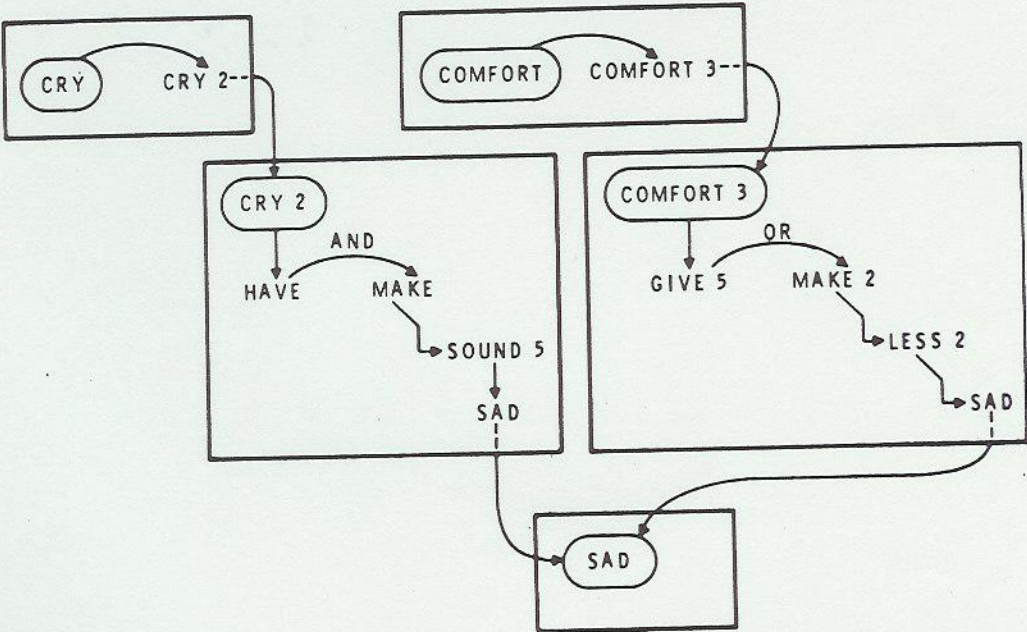 CRY CRY 2
COMFORT COMFORT 3
CRY 2
AND
HAVE MAKE
SOUND 5
SAD
COMFORT 3
OR
GIVE 5 MAKE 2
LESS 2
SAD
SAD